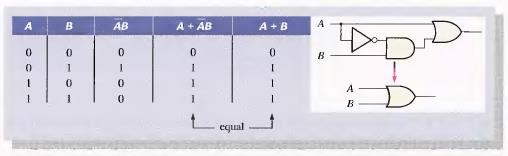 A B A̅B A + A̅B A + B
0 0 0 0 0
0 1 1 1 1
1 0 0 1 1
1 1 0 1 1
equal
A
B
A
B